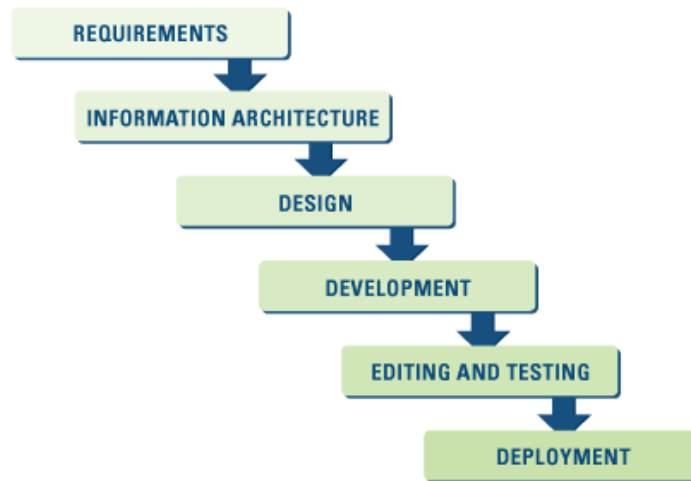 REQUIREMENTS
INFORMATION ARCHITECTURE
DESIGN
DEVELOPMENT
EDITING AND TESTING
DEPLOYMENT